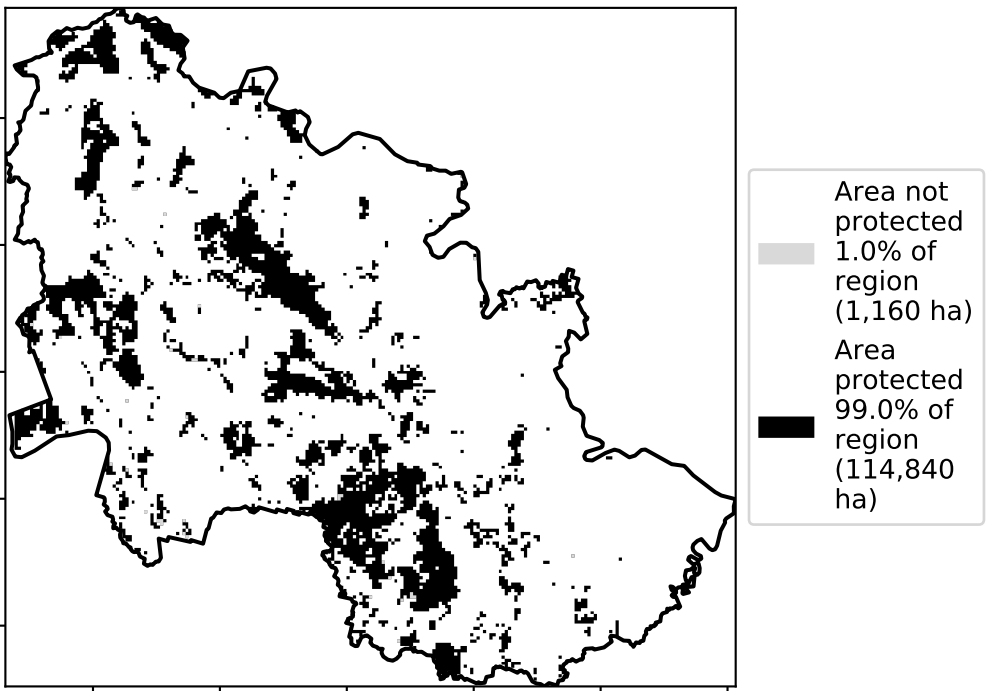 Area not
protected
1.0% of
region
(1,160 ha)
Area
protected
99.0% of
region
(114,840
ha)